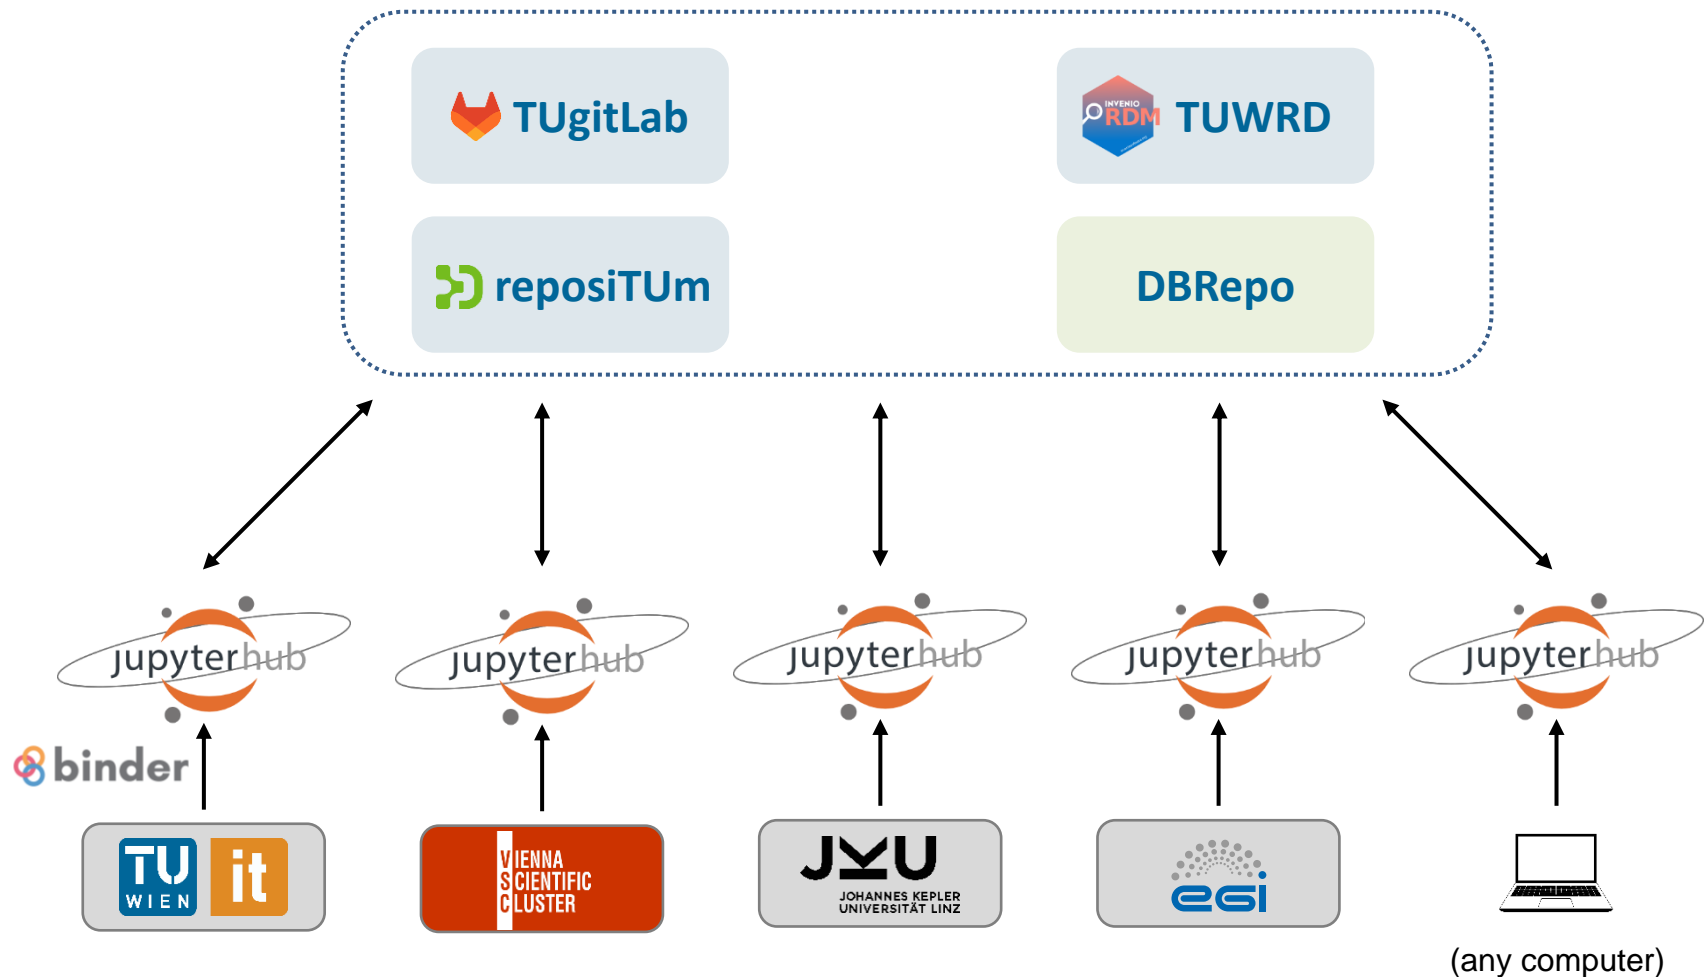 TUgitLab
INVENIO
RDM
TUWRD
reposiTUm
DBRepo
jupyterhub
jupyterhub
jupyterhub
jupyterhub
jupyterhub
binder
TU
WIEN
it
VIENNA
SCIENTIFIC
CLUSTER
JKU
JOHANNES KEPLER
UNIVERSITÄT LINZ
egi
(any computer)